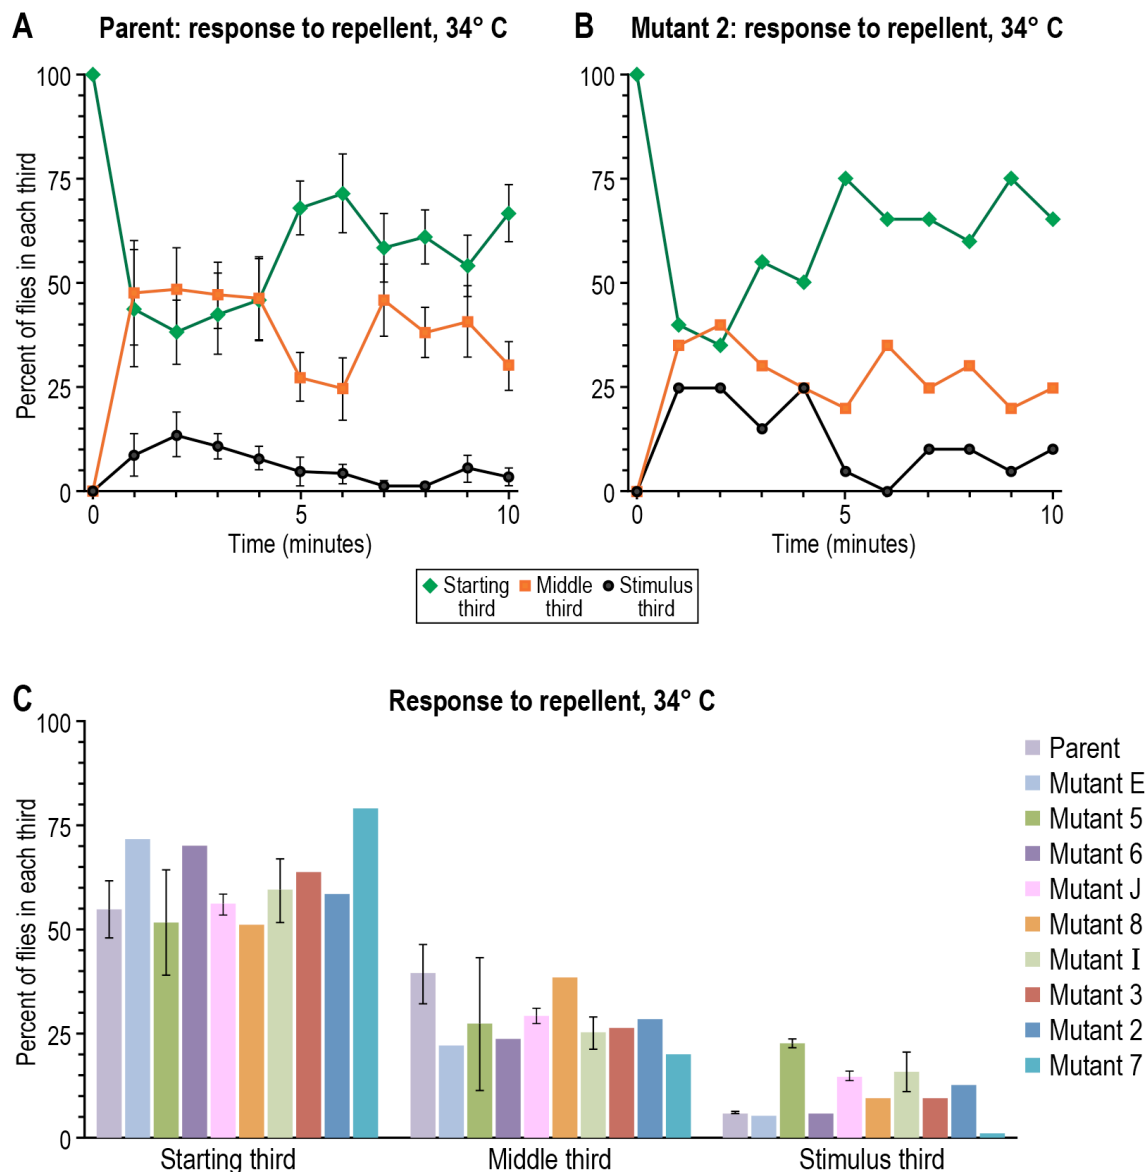 A Parent: response to repellent, 34° C
Percent of flies in each third
100
75
50
25
0
0 5 10
Time (minutes)
B Mutant 2: response to repellent, 34° C
100
75
50
25
0
0 5 10
Time (minutes)
Starting third
Middle third
Stimulus third
C Response to repellent, 34° C
Percent of flies in each third
100
75
50
25
0
Starting third Middle third Stimulus third
Parent
Mutant E
Mutant 5
Mutant 6
Mutant J
Mutant 8
Mutant I
Mutant 3
Mutant 2
Mutant 7